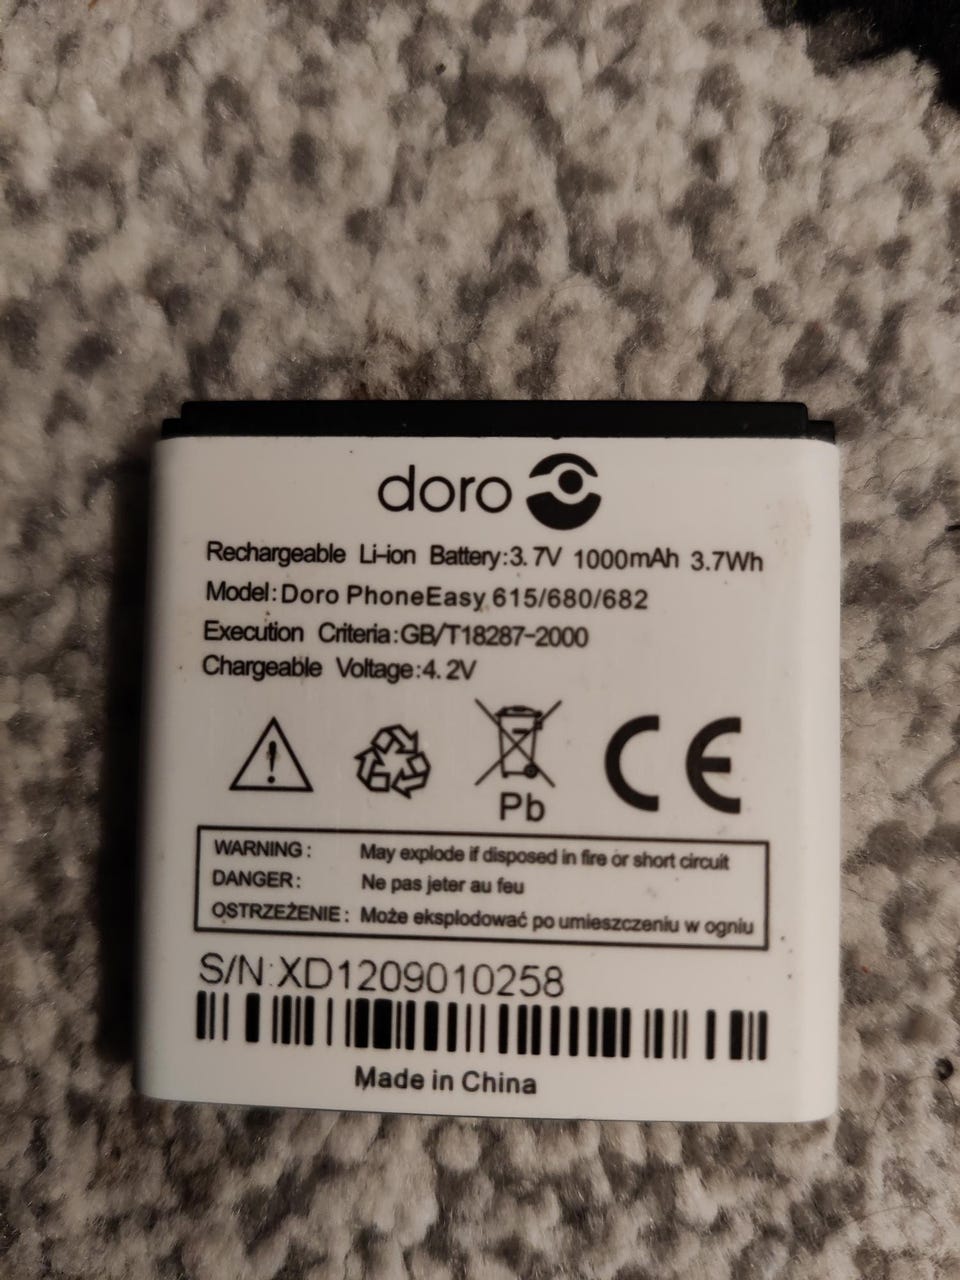 doro
Rechargeable Li-ion Battery:3.7V 1000mAh 3.7Wh
Model:Doro PhoneEasy 615/680/682
Execution Criteria:GB/T18287-2000
Chargeable Voltage:4.2V
Pb CE
WARNING: May explode if disposed in fire or short circuit
DANGER: Ne pas jeter au feu
OSTRZEŻENIE: Może eksplodować po umieszczeniu w ogniu
S/N:XD1209010258
Made in China